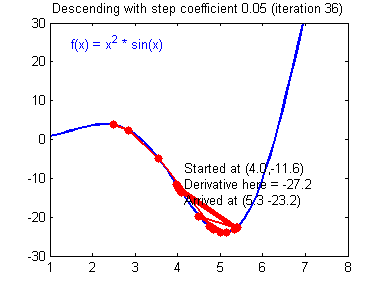 Descending with step coefficient 0.05 (iteration 36)
f(x) = x² * sin(x)
Started at (4.0,-11.6)
Derivative here = -27.2
Arrived at (5.3 -23.2)
30
20
10
0
-10
-20
-30
1 2 3 4 5 6 7 8